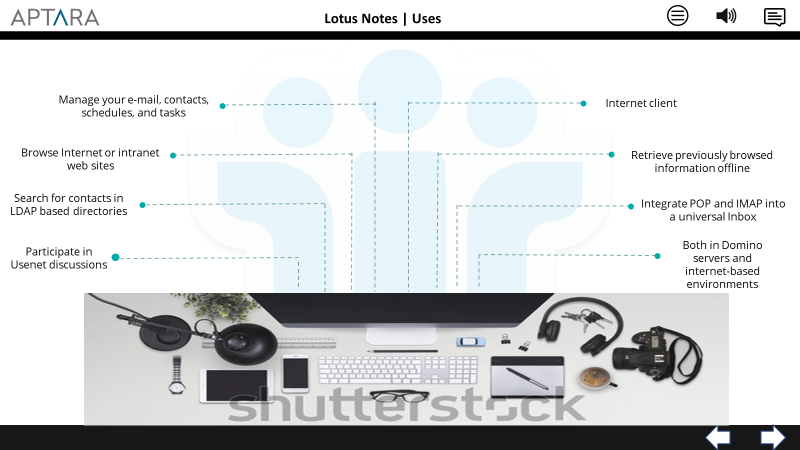 APTARA
Lotus Notes | Uses
Manage your e-mail, contacts,
schedules, and tasks
Internet client
Browse Internet or intranet
web sites
Retrieve previously browsed
information offline
Search for contacts in
LDAP based directories
Integrate POP and IMAP into
a universal Inbox
Participate in
Usenet discussions
Both in Domino
servers and
internet-based
environments
shutterstock